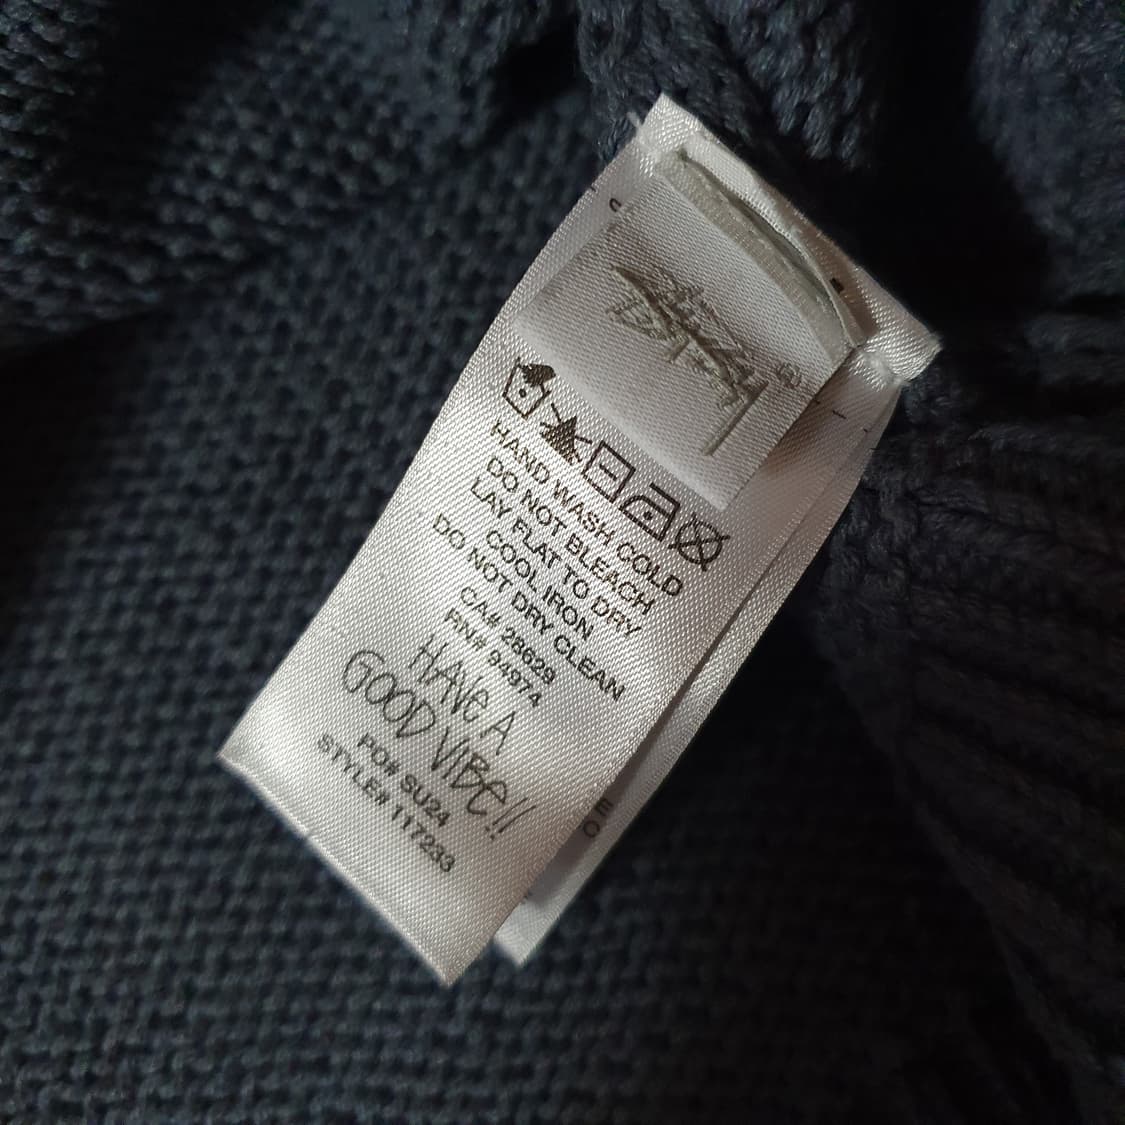 Stüssy ®
HAND WASH COLD
DO NOT BLEACH
LAY FLAT TO DRY
COOL IRON
DO NOT DRY CLEAN
CA# 28629
RN# 94974
HAVE A
GOOD VIBE!!
PO# SU24
STYLE# 117233